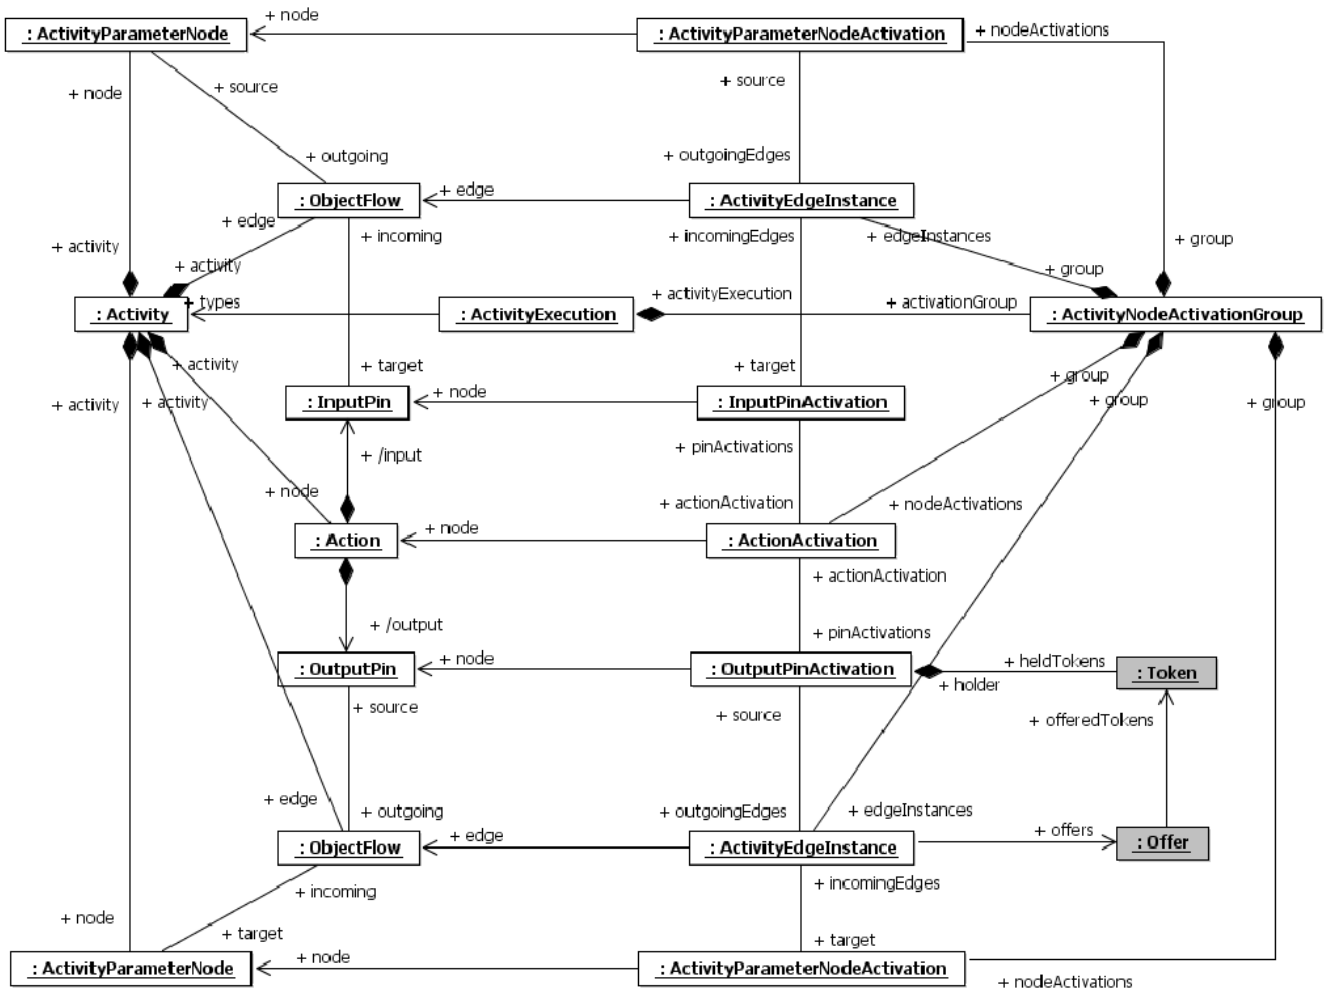 + node
: ActivityParameterNode
: ActivityParameterNodeActivation
+ nodeActivations
+ node
+ source
+ source
+ outgoing
+ outgoingEdges
: ObjectFlow
+ edge
: ActivityEdgeInstance
+ edge
+ incoming
+ incomingEdges
+ edgeInstances
+ group
+ activity
+ activity
+ group
+ types
+ activityExecution
+ activationGroup
: Activity
: ActivityExecution
: ActivityNodeActivationGroup
+ activity
+ target
+ target
+ group
+ activity
+ activity
: InputPin
+ node
: InputPinActivation
+ group
+ group
+ /input
+ pinActivations
+ node
+ actionActivation
+ nodeActivations
: Action
+ node
: ActionActivation
+ actionActivation
+ /output
+ pinActivations
: OutputPin
+ node
: OutputPinActivation
+ heldTokens
: Token
+ holder
+ source
+ source
+ offeredTokens
+ edge
+ outgoing
+ outgoingEdges
+ edgeInstances
: ObjectFlow
+ edge
: ActivityEdgeInstance
+ offers
: Offer
+ incoming
+ incomingEdges
+ node
+ target
+ target
: ActivityParameterNode
+ node
: ActivityParameterNodeActivation
+ nodeActivations